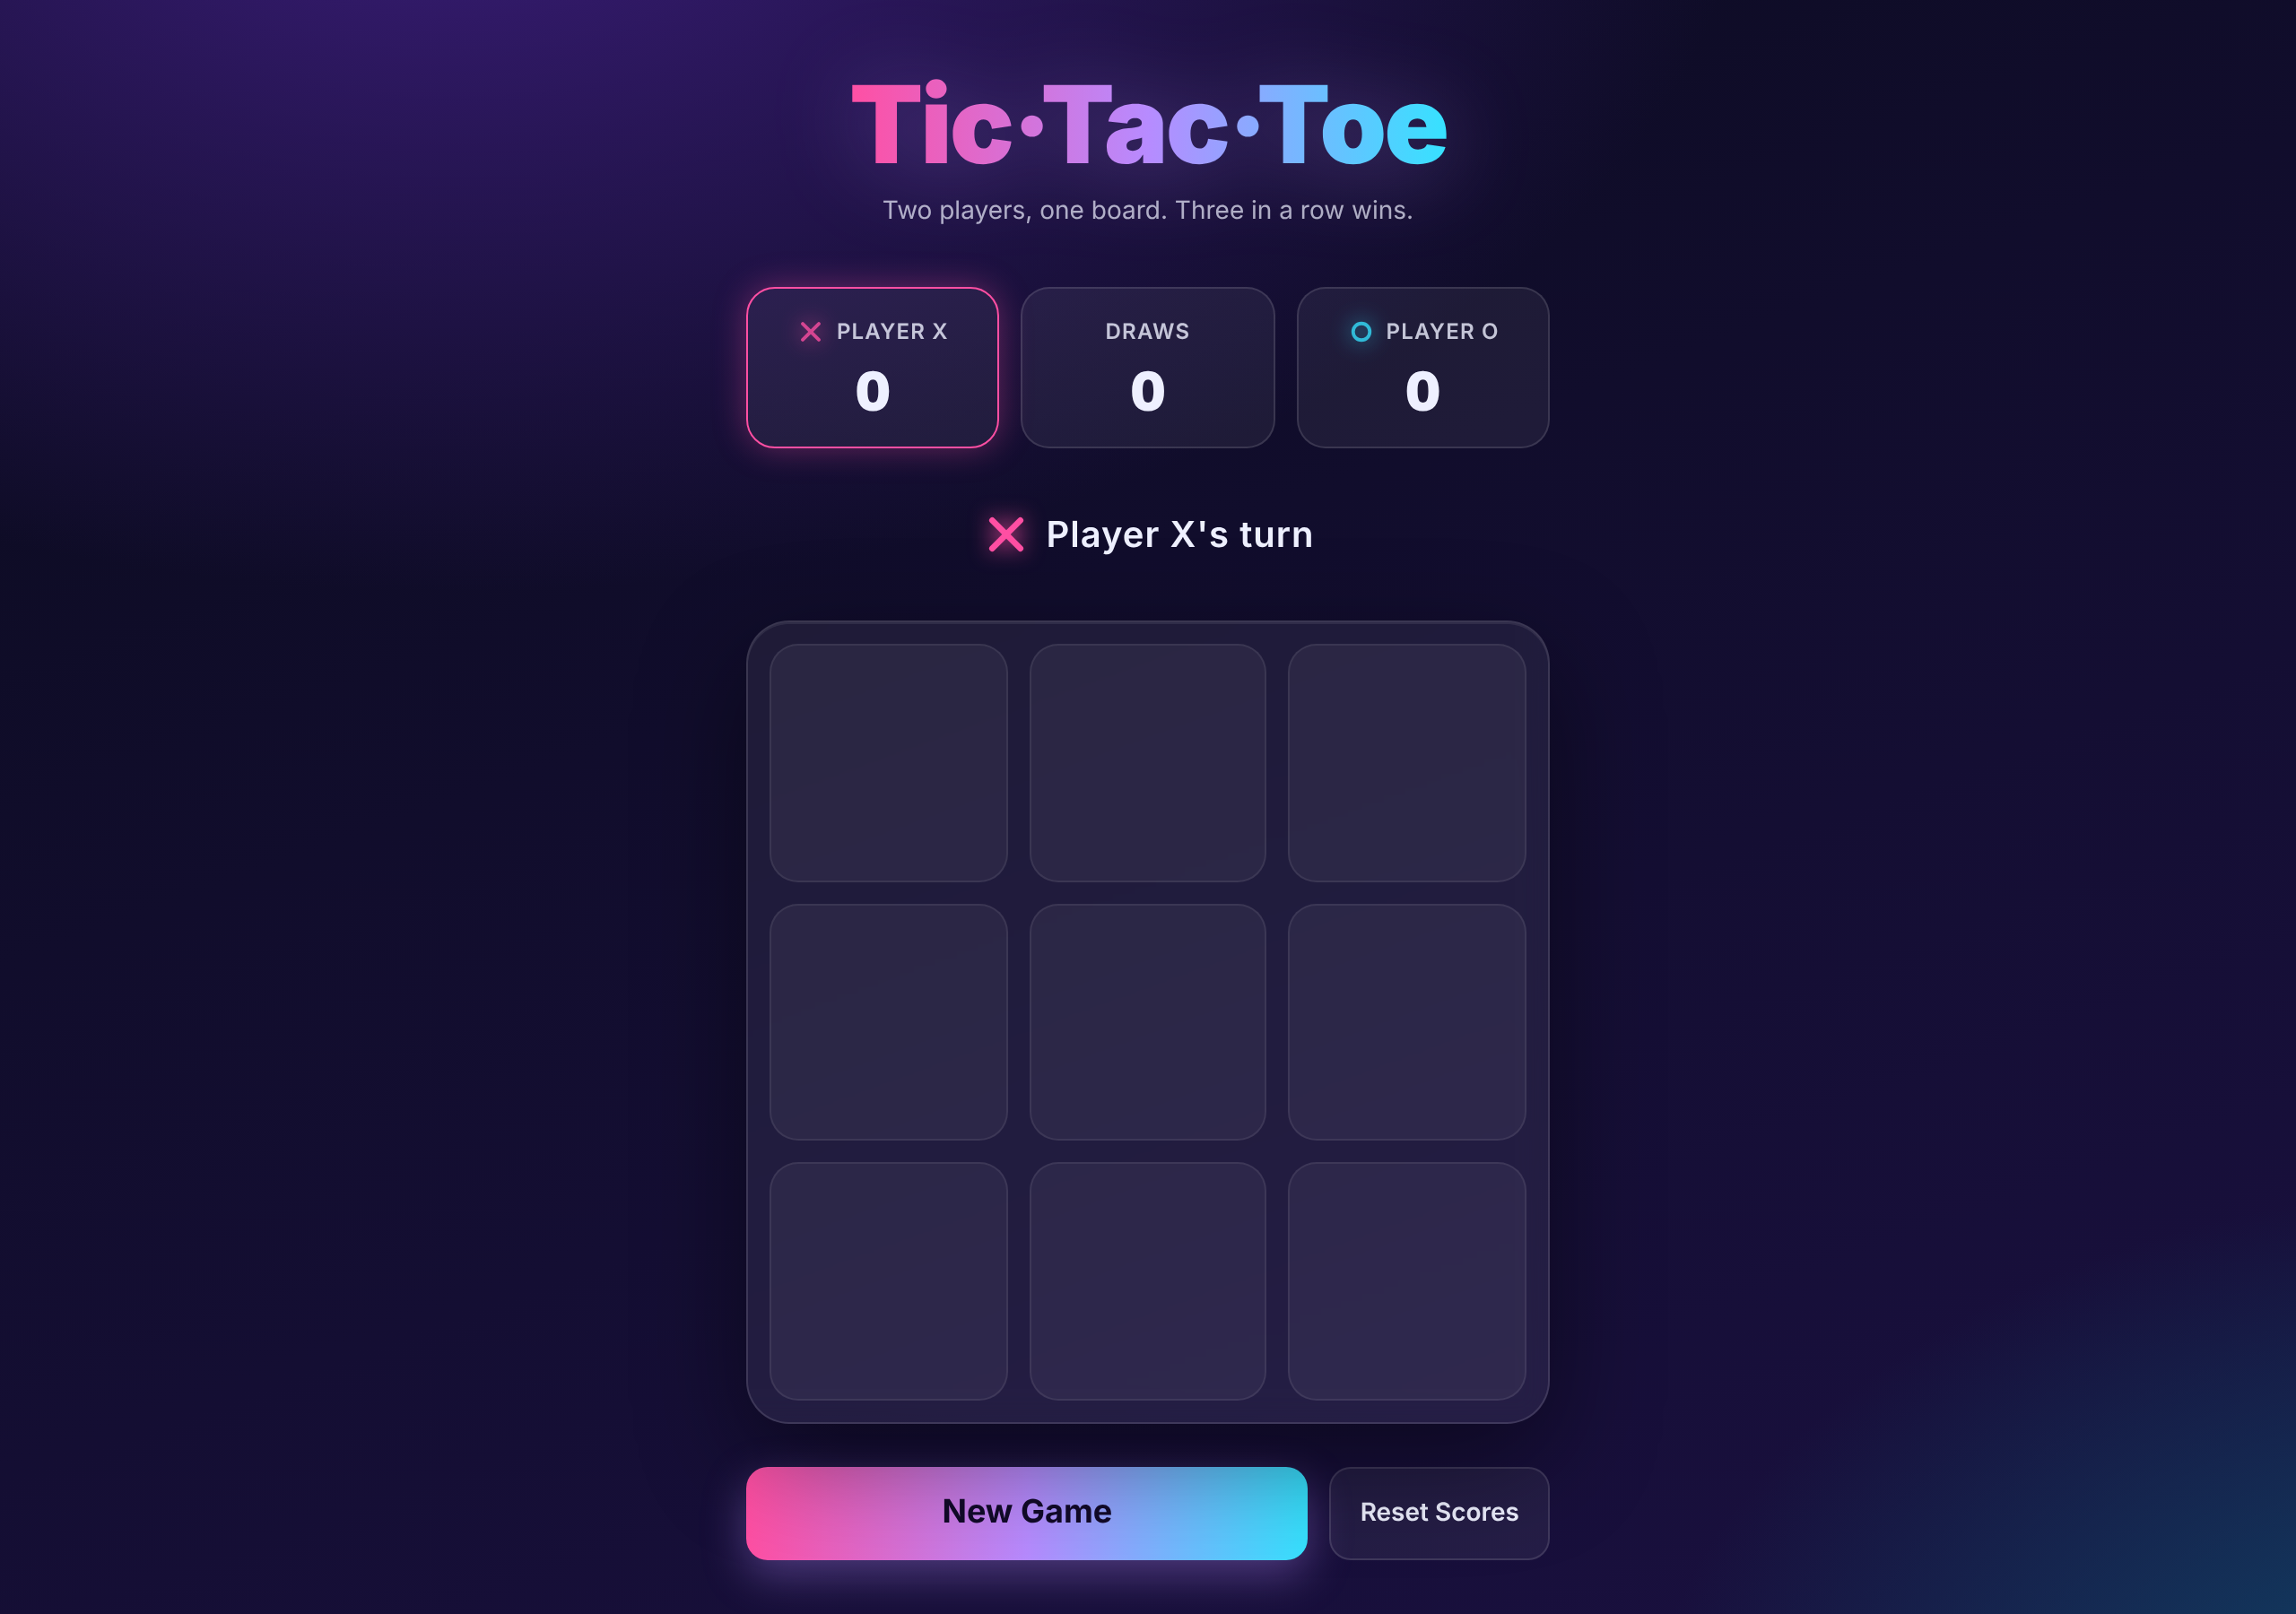 Tic·Tac·Toe
Two players, one board. Three in a row wins.
PLAYER X
0
DRAWS
0
PLAYER O
0
Player X's turn
New Game
Reset Scores